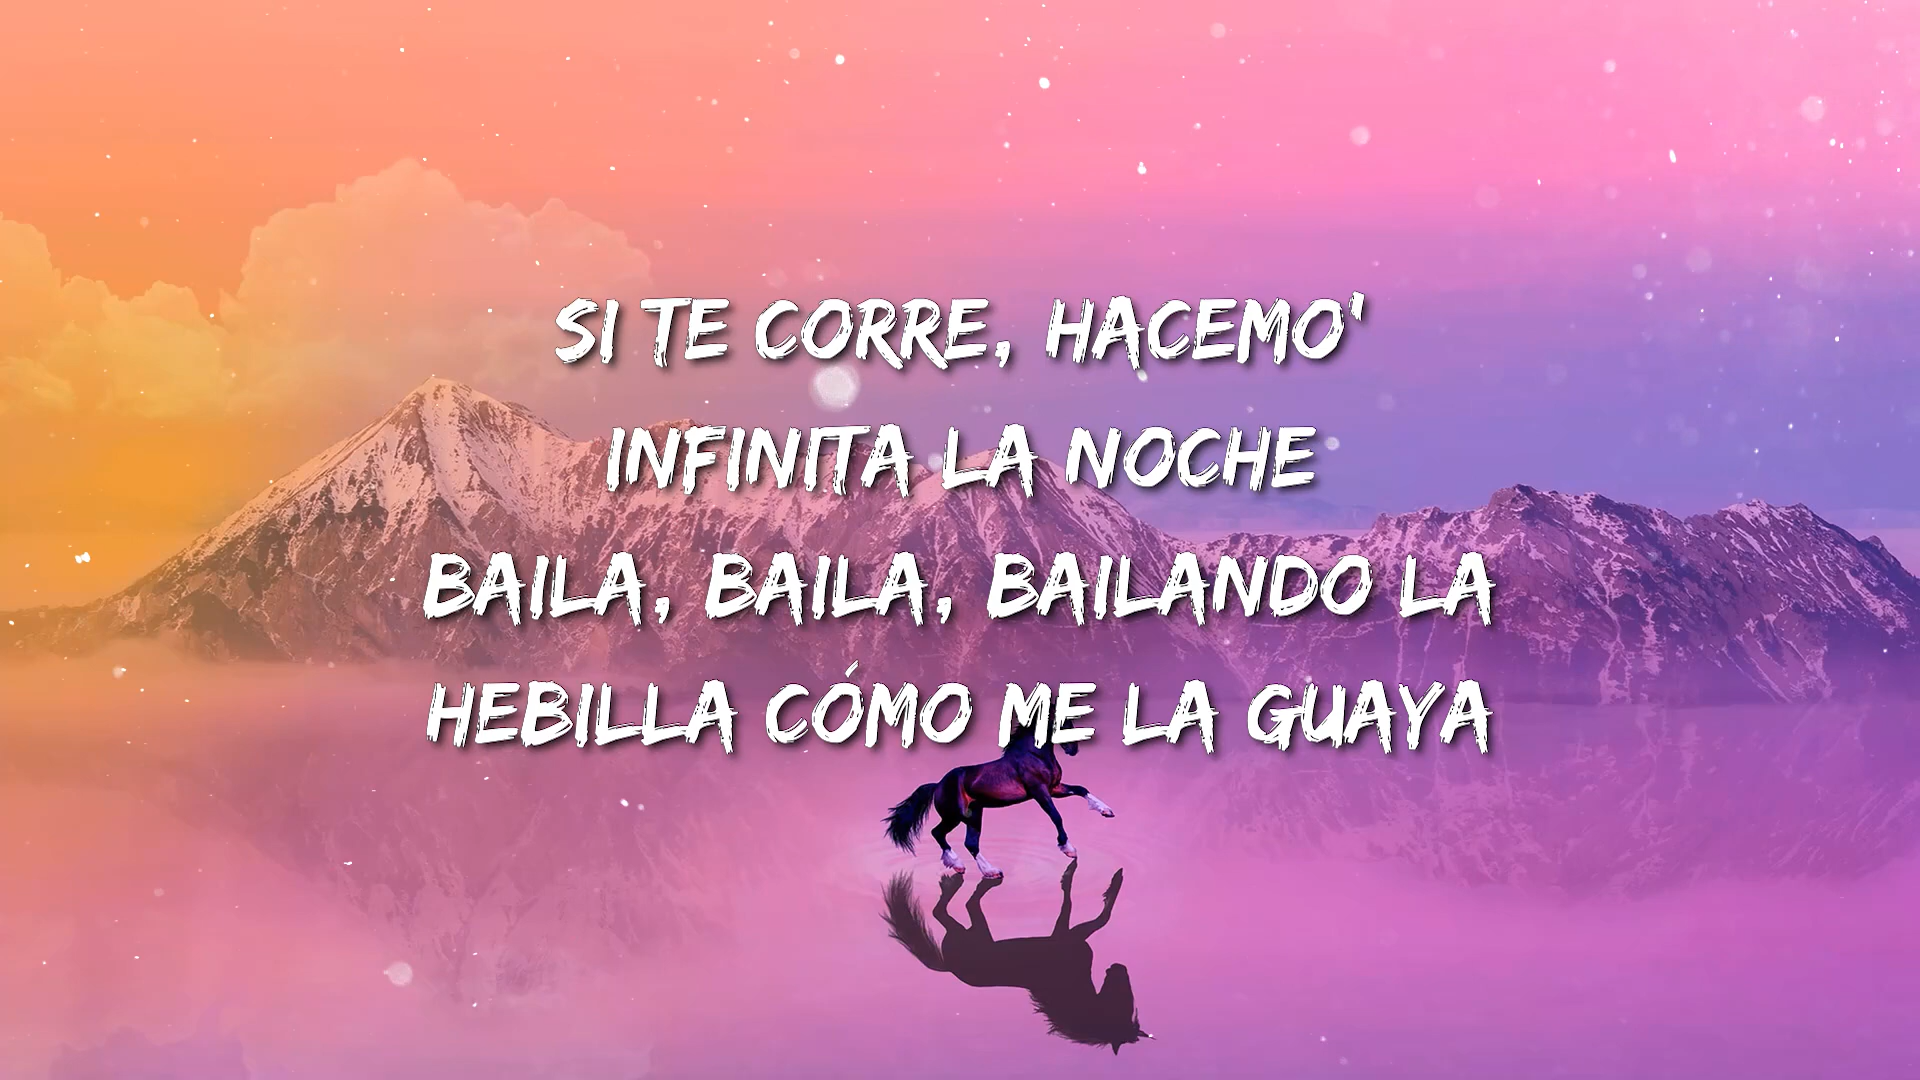 SI TE CORRE, HACEMO'
INFINITA LA NOCHE
BAILA, BAILA, BAILANDO LA
HEBILLA CÓMO ME LA GUAYA